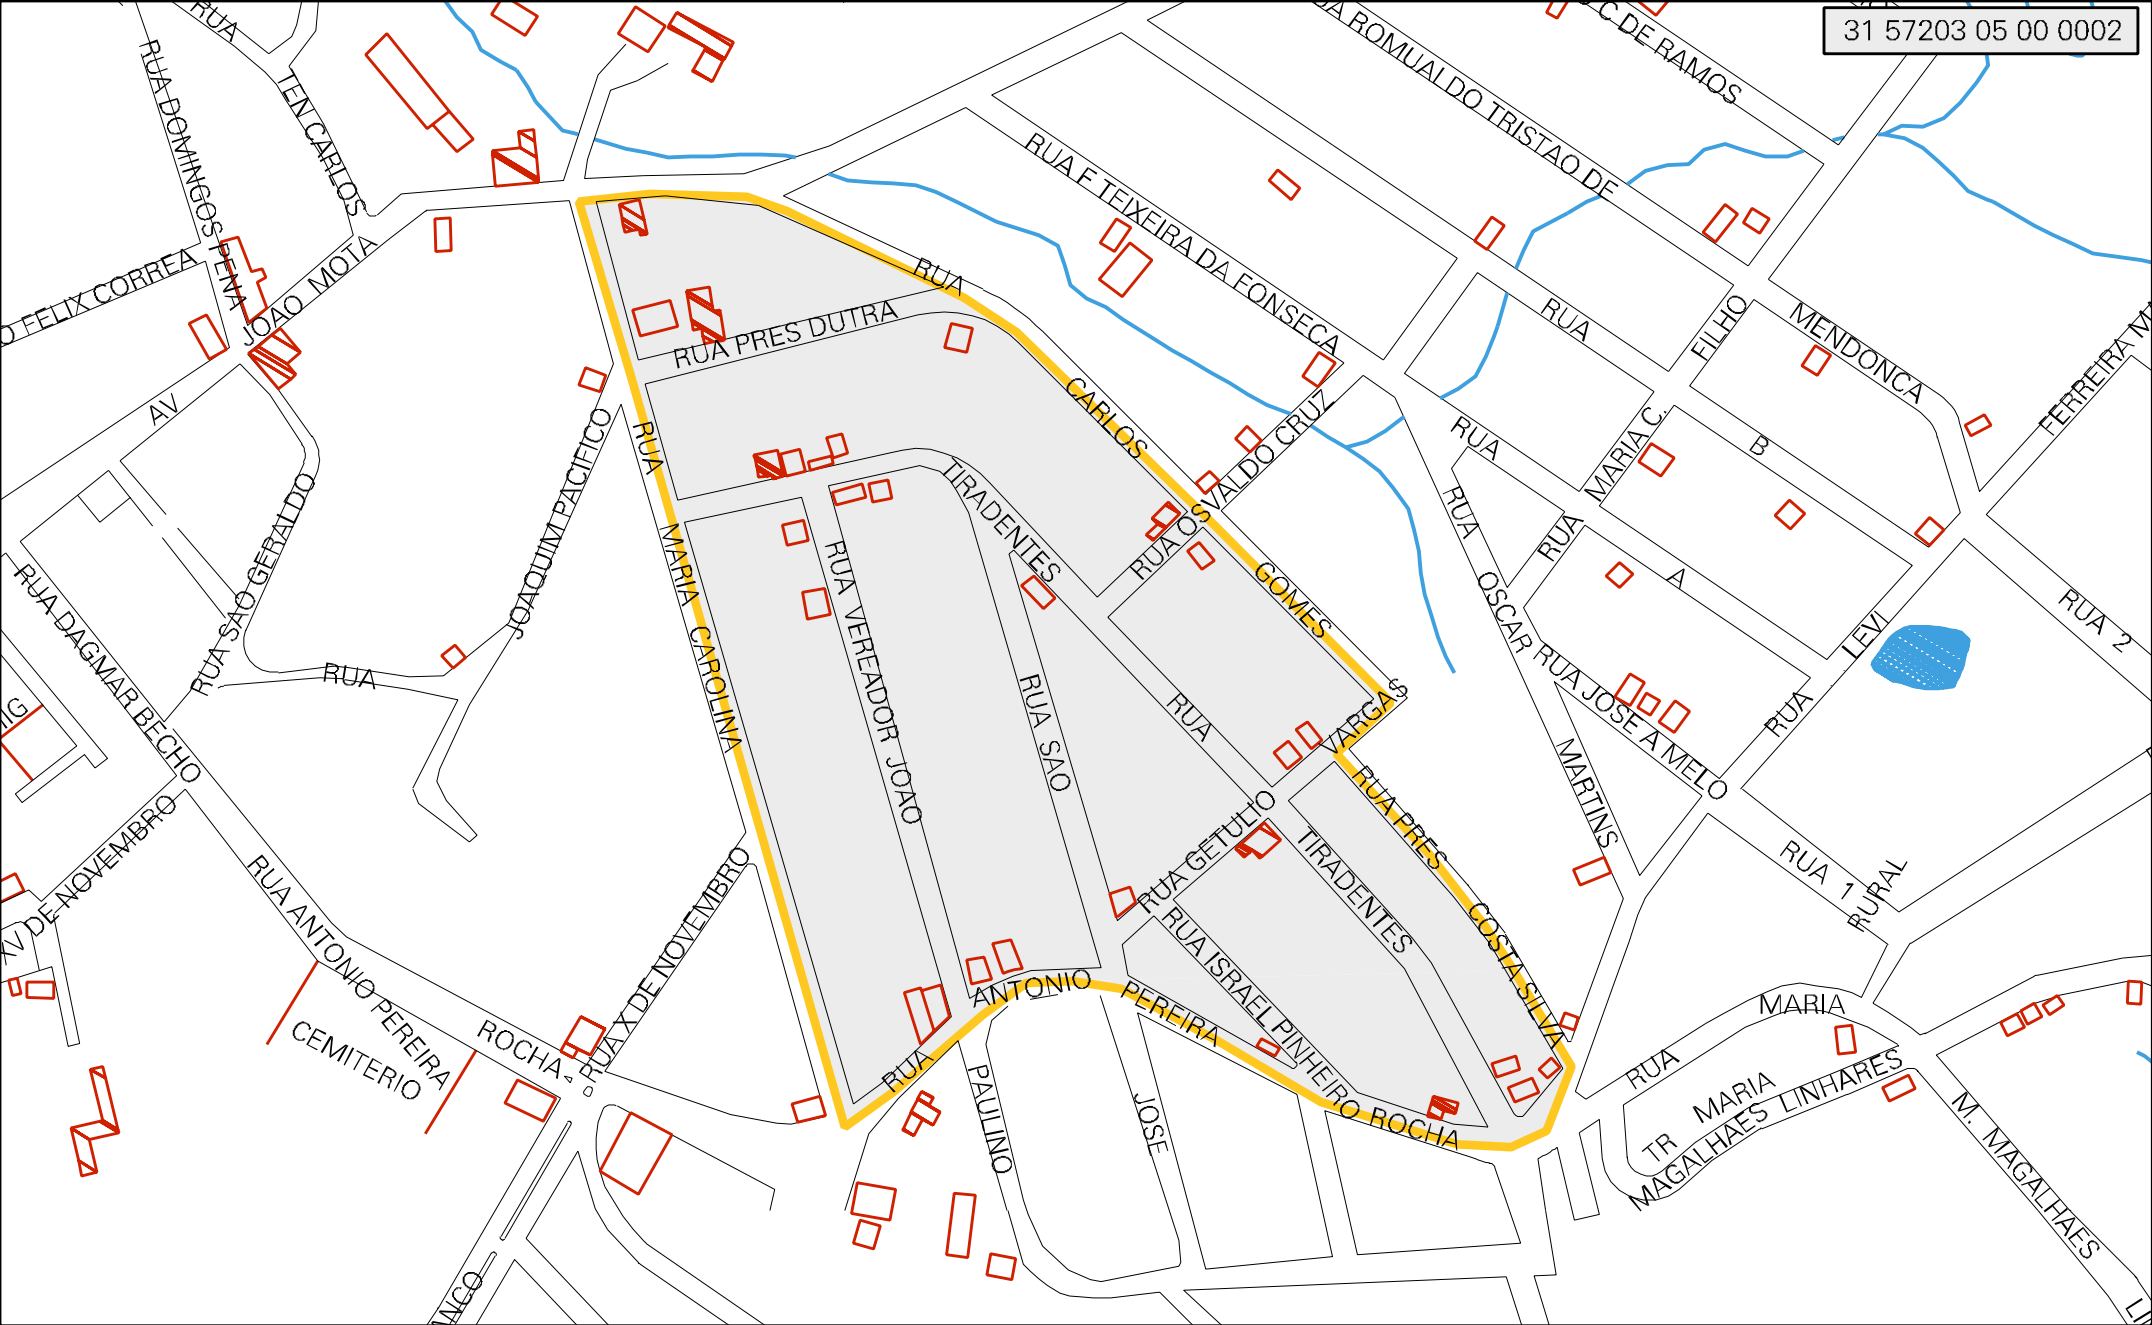 31 57203 05 00 0002
RUA
RUA DOMINGOS PENA
TEN CARLOS
C DE RAMOS
ROMUALDO TRISTAO DE
MENDONCA
RUA F TEIXEIRA DA FONSECA
FELIX CORREA
AV
JOAO MOTA
RUA
CARLOS
GOMES
RUA PRES DUTRA
RUA
FILHO
MARIA C.
RUA
FERREIRA
RUA
B
A
RUA
MARIA
CAROLINA
JOAQUIM PACIFICO
RUA
RUA SAO GERALDO
RUA DAGMAR BECHO
TIRADENTES
RUA OSVALDO CRUZ
RUA VEREADOR JOAO
PAULINO
RUA SAO
JOSE
RUA
TIRADENTES
RUA GETULIO
VARGAS
RUA PRES
COSTA SILVA
RUA
OSCAR
MARTINS
RUA JOSE A MELO
RUA
LEVI
RUA 2
RUA 1
RURAL
XV DE NOVEMBRO
RUA ANTONIO PEREIRA
ROCHA
CEMITERIO
RUA X DE NOVEMBRO
RUA
ANTONIO
PEREIRA
ROCHA
RUA ISRAEL PINHEIRO
RUA
MARIA
TR MARIA
MAGALHAES LINHARES
M. MAGALHAES